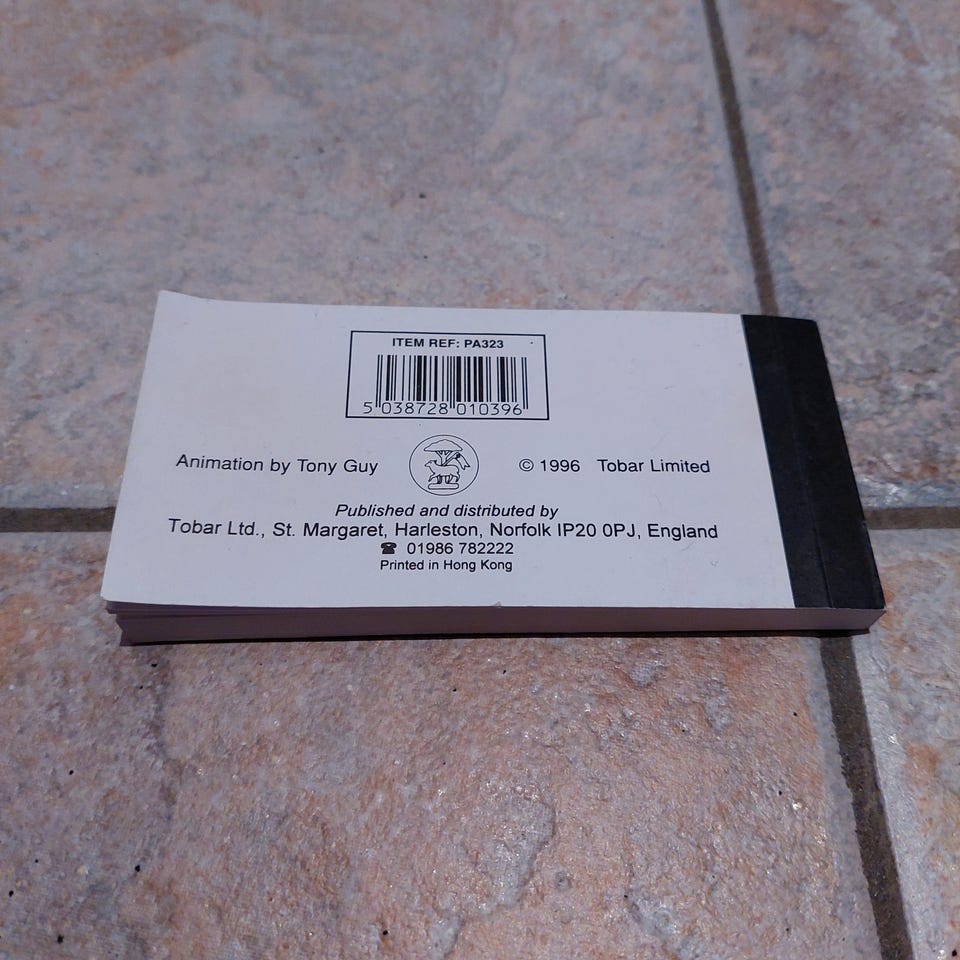 ITEM REF: PA323
5 038728 010396
Animation by Tony Guy © 1996 Tobar Limited
Published and distributed by
Tobar Ltd., St. Margaret, Harleston, Norfolk IP20 0PJ, England
☎ 01986 782222
Printed in Hong Kong